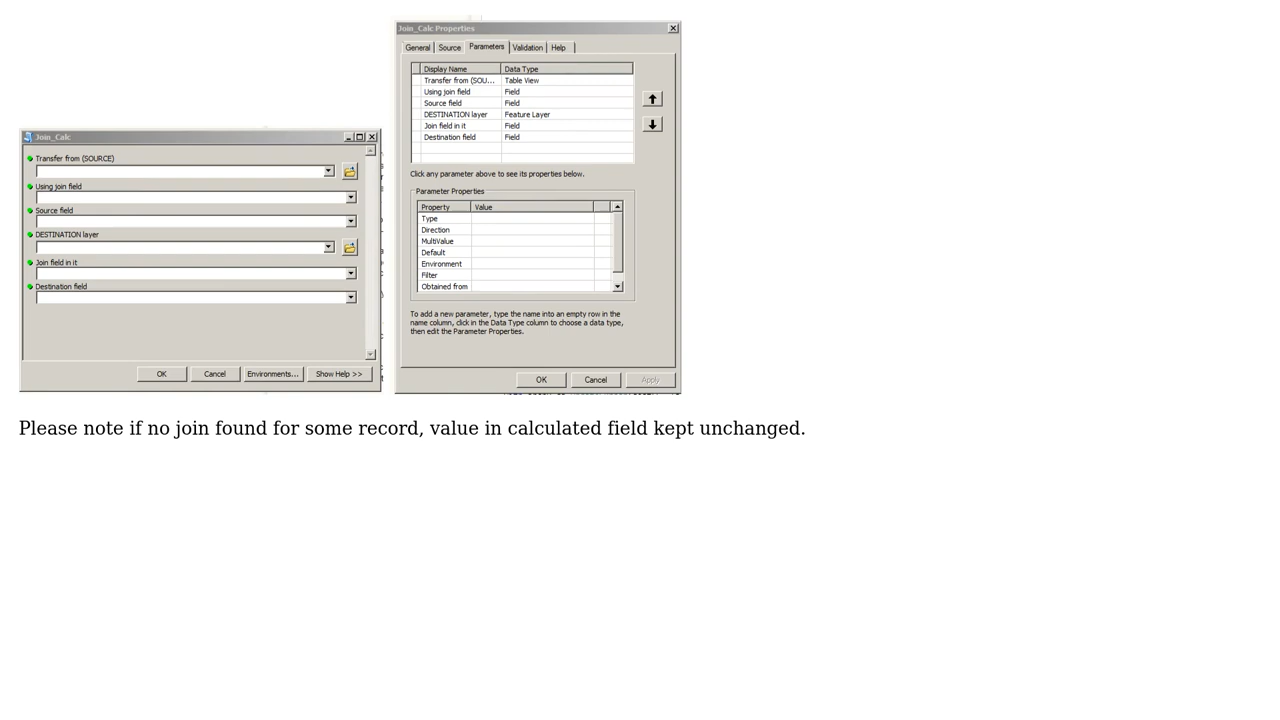 Join_Calc
Transfer from (SOURCE)
Using join field
Source field
DESTINATION layer
Join field in it
Destination field
OK Cancel Environments... Show Help >>
Join_Calc Properties
General Source Parameters Validation Help
Display Name Data Type
Transfer from (SOU... Table View
Using join field Field
Source field Field
DESTINATION layer Feature Layer
Join field in it Field
Destination field Field
Click any parameter above to see its properties below.
Parameter Properties
Property Value
Type
Direction
MultiValue
Default
Environment
Filter
Obtained from
To add a new parameter, type the name into an empty row in the
name column, click in the Data Type column to choose a data type,
then edit the Parameter Properties.
OK Cancel Apply
Please note if no join found for some record, value in calculated field kept unchanged.